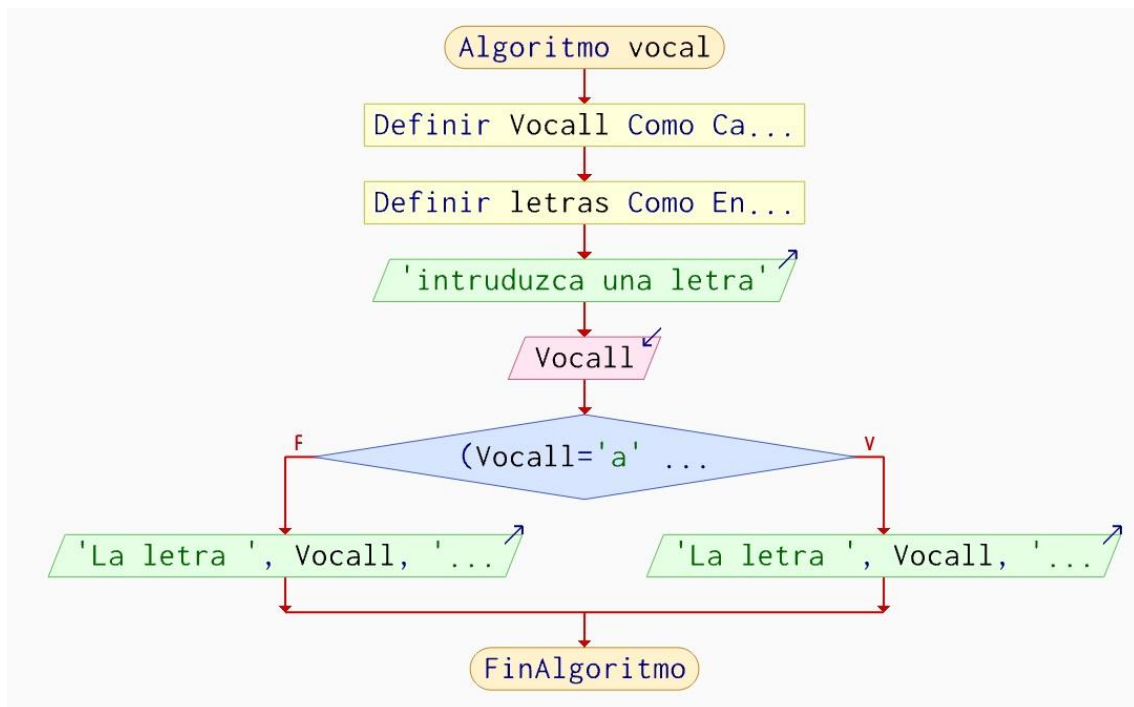 Algoritmo vocal
Definir Vocall Como Ca...
Definir letras Como En...
'intruduzca una letra'
Vocall
F
V
(Vocall='a' ...
'La letra ', Vocall, '...
'La letra ', Vocall, '...
FinAlgoritmo